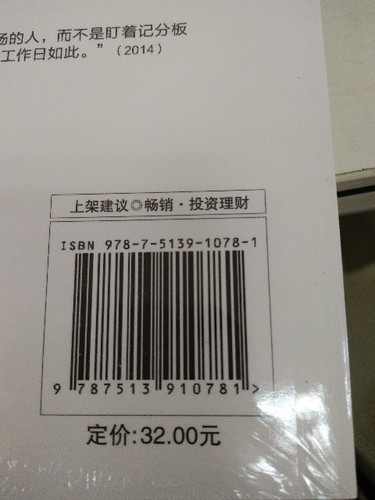 场的人，而不是盯着记分板
工作日如此。”（2014）
上架建议◎畅销·投资理财
ISBN 978-7-5139-1078-1
9 787513 910781 >
定价:32.00元